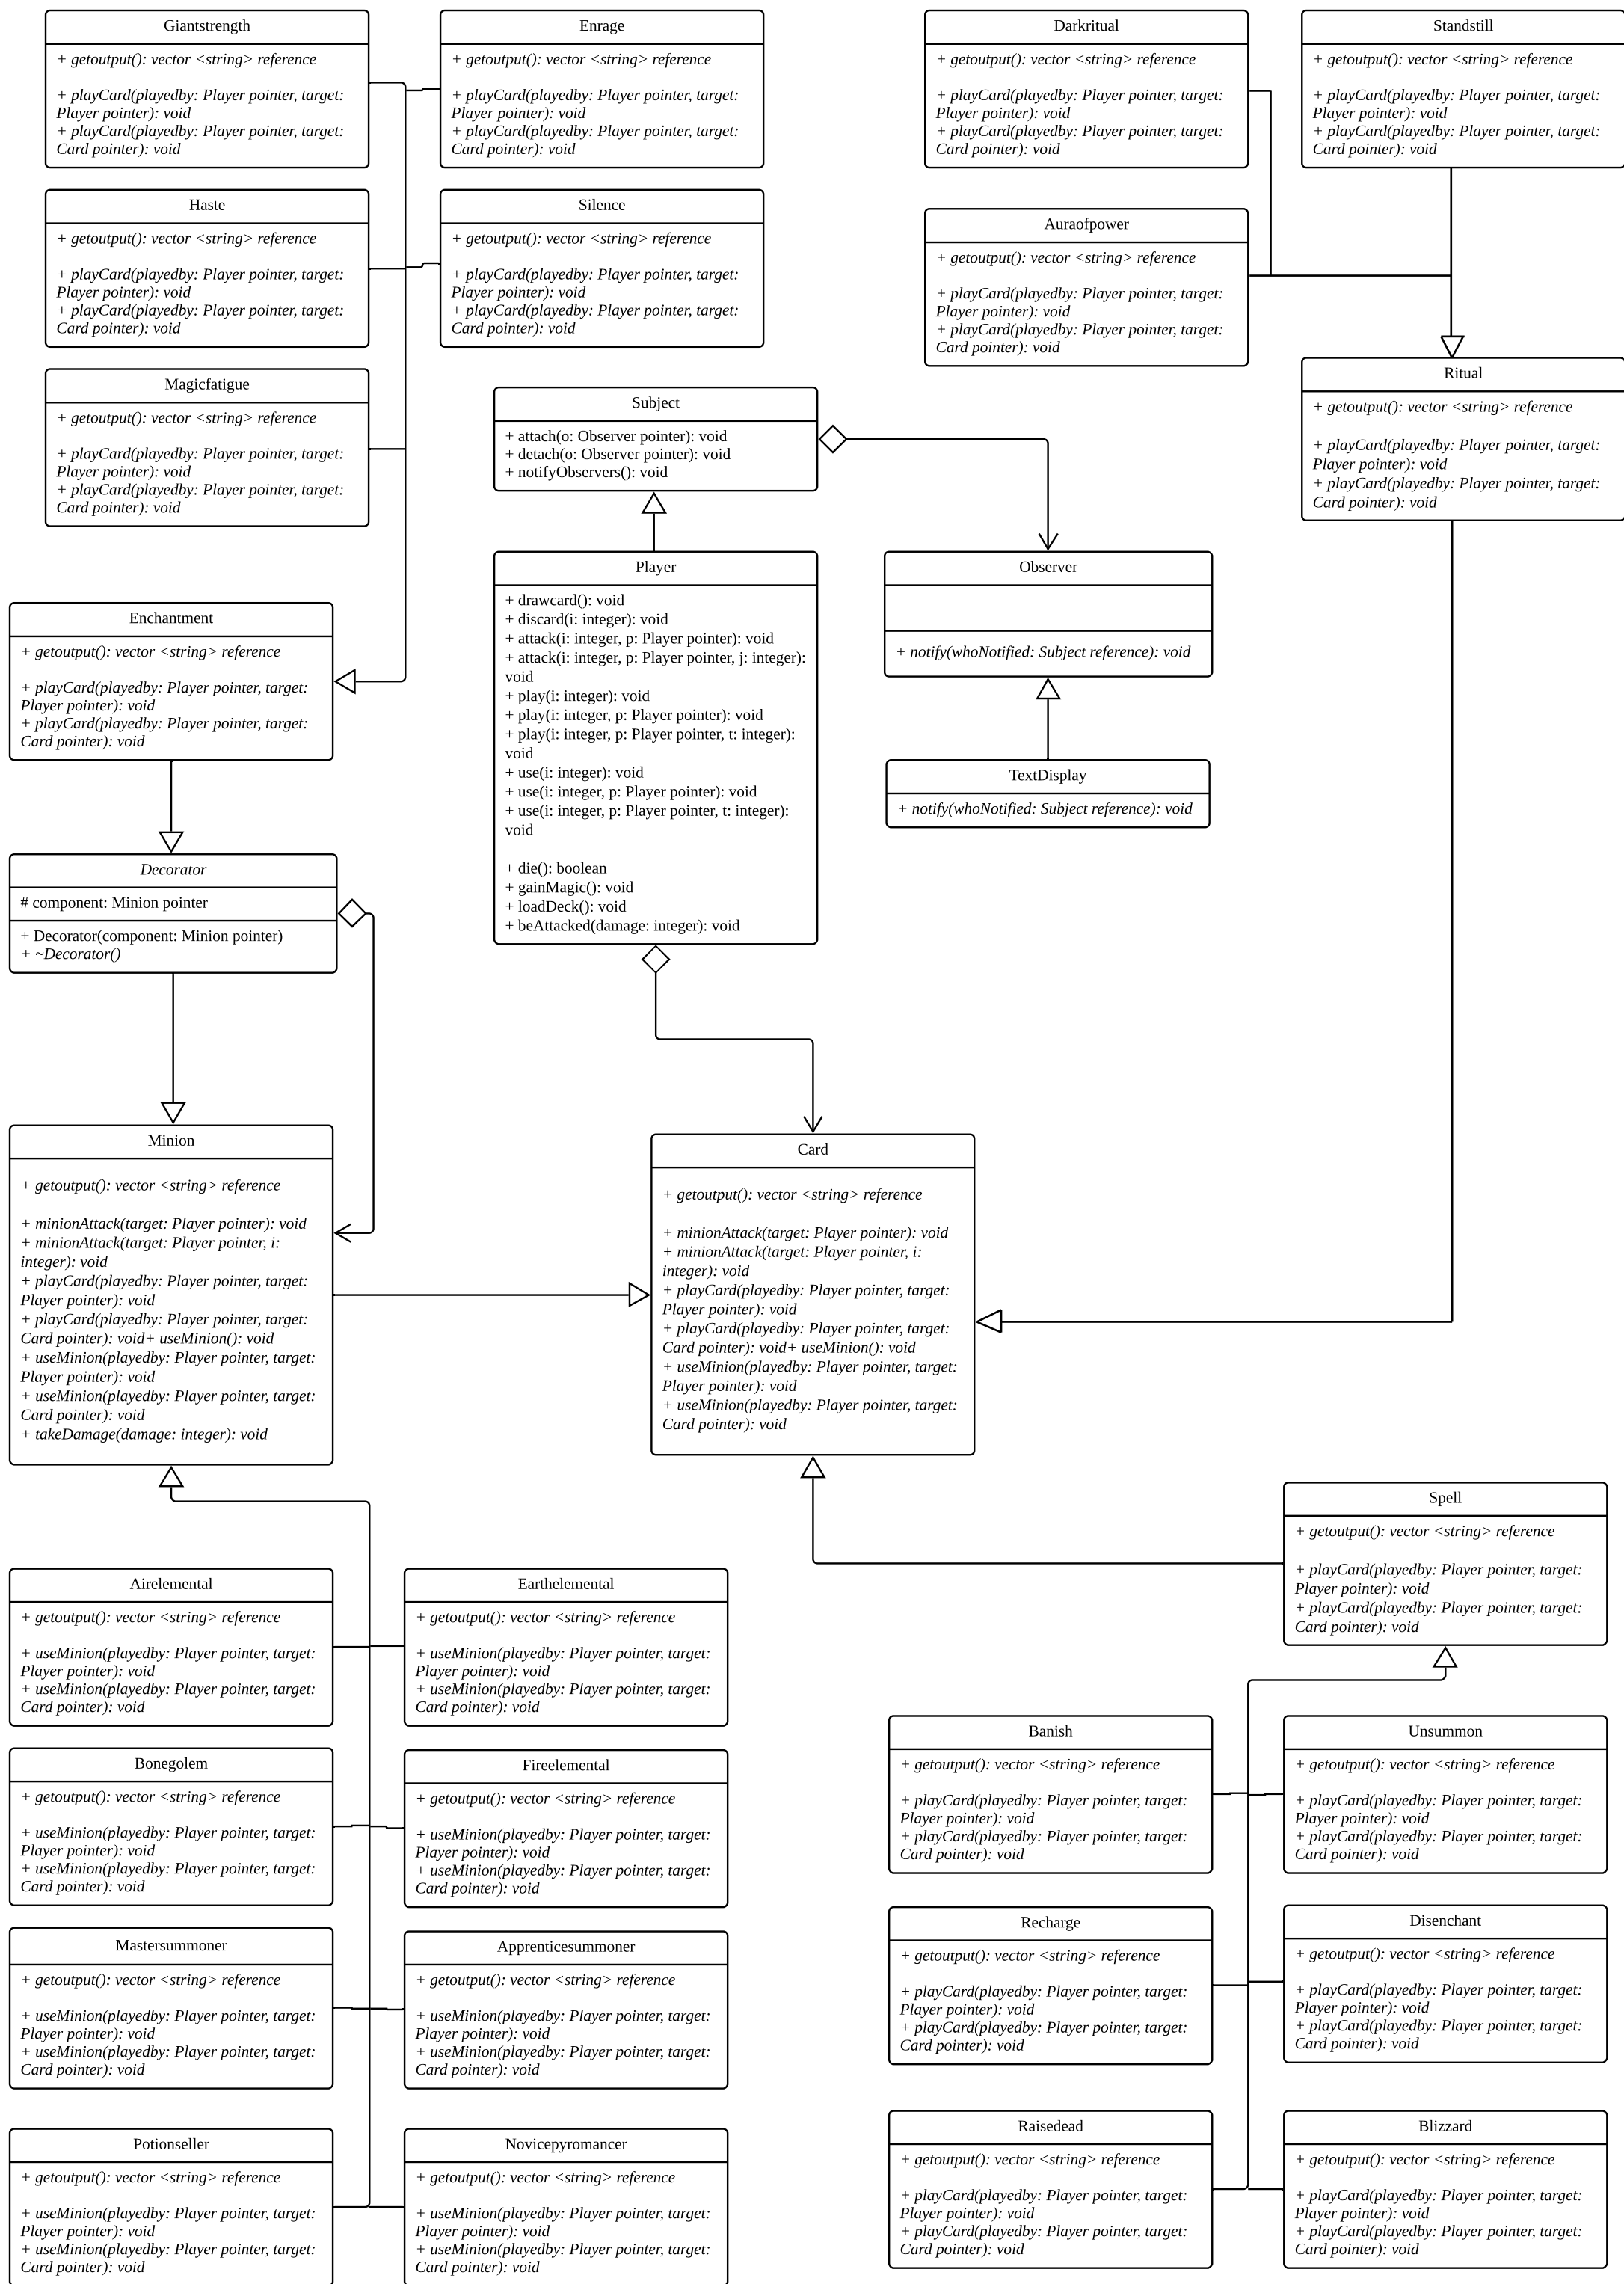 Giantstrength
+ getoutput(): vector <string> reference
+ playCard(playedby: Player pointer, target:
Player pointer): void
+ playCard(playedby: Player pointer, target:
Card pointer): void
Enrage
+ getoutput(): vector <string> reference
+ playCard(playedby: Player pointer, target:
Player pointer): void
+ playCard(playedby: Player pointer, target:
Card pointer): void
Darkritual
+ getoutput(): vector <string> reference
+ playCard(playedby: Player pointer, target:
Player pointer): void
+ playCard(playedby: Player pointer, target:
Card pointer): void
Standstill
+ getoutput(): vector <string> reference
+ playCard(playedby: Player pointer, target:
Player pointer): void
+ playCard(playedby: Player pointer, target:
Card pointer): void
Haste
+ getoutput(): vector <string> reference
+ playCard(playedby: Player pointer, target:
Player pointer): void
+ playCard(playedby: Player pointer, target:
Card pointer): void
Silence
+ getoutput(): vector <string> reference
+ playCard(playedby: Player pointer, target:
Player pointer): void
+ playCard(playedby: Player pointer, target:
Card pointer): void
Auraofpower
+ getoutput(): vector <string> reference
+ playCard(playedby: Player pointer, target:
Player pointer): void
+ playCard(playedby: Player pointer, target:
Card pointer): void
Magicfatigue
+ getoutput(): vector <string> reference
+ playCard(playedby: Player pointer, target:
Player pointer): void
+ playCard(playedby: Player pointer, target:
Card pointer): void
Subject
+ attach(o: Observer pointer): void
+ detach(o: Observer pointer): void
+ notifyObservers(): void
Ritual
+ getoutput(): vector <string> reference
+ playCard(playedby: Player pointer, target:
Player pointer): void
+ playCard(playedby: Player pointer, target:
Card pointer): void
Player
+ drawcard(): void
+ discard(i: integer): void
+ attack(i: integer, p: Player pointer): void
+ attack(i: integer, p: Player pointer, j: integer):
void
+ play(i: integer): void
+ play(i: integer, p: Player pointer): void
+ play(i: integer, p: Player pointer, t: integer):
void
+ use(i: integer): void
+ use(i: integer, p: Player pointer): void
+ use(i: integer, p: Player pointer, t: integer):
void
+ die(): boolean
+ gainMagic(): void
+ loadDeck(): void
+ beAttacked(damage: integer): void
Observer
+ notify(whoNotified: Subject reference): void
Enchantment
+ getoutput(): vector <string> reference
+ playCard(playedby: Player pointer, target:
Player pointer): void
+ playCard(playedby: Player pointer, target:
Card pointer): void
TextDisplay
+ notify(whoNotified: Subject reference): void
Decorator
# component: Minion pointer
+ Decorator(component: Minion pointer)
+ ~Decorator()
Minion
+ getoutput(): vector <string> reference
+ minionAttack(target: Player pointer): void
+ minionAttack(target: Player pointer, i:
integer): void
+ playCard(playedby: Player pointer, target:
Player pointer): void
+ playCard(playedby: Player pointer, target:
Card pointer): void+ useMinion(): void
+ useMinion(playedby: Player pointer, target:
Player pointer): void
+ useMinion(playedby: Player pointer, target:
Card pointer): void
+ takeDamage(damage: integer): void
Card
+ getoutput(): vector <string> reference
+ minionAttack(target: Player pointer): void
+ minionAttack(target: Player pointer, i:
integer): void
+ playCard(playedby: Player pointer, target:
Player pointer): void
+ playCard(playedby: Player pointer, target:
Card pointer): void+ useMinion(): void
+ useMinion(playedby: Player pointer, target:
Player pointer): void
+ useMinion(playedby: Player pointer, target:
Card pointer): void
Spell
+ getoutput(): vector <string> reference
+ playCard(playedby: Player pointer, target:
Player pointer): void
+ playCard(playedby: Player pointer, target:
Card pointer): void
Airelemental
+ getoutput(): vector <string> reference
+ useMinion(playedby: Player pointer, target:
Player pointer): void
+ useMinion(playedby: Player pointer, target:
Card pointer): void
Earthelemental
+ getoutput(): vector <string> reference
+ useMinion(playedby: Player pointer, target:
Player pointer): void
+ useMinion(playedby: Player pointer, target:
Card pointer): void
Banish
+ getoutput(): vector <string> reference
+ playCard(playedby: Player pointer, target:
Player pointer): void
+ playCard(playedby: Player pointer, target:
Card pointer): void
Unsummon
+ getoutput(): vector <string> reference
+ playCard(playedby: Player pointer, target:
Player pointer): void
+ playCard(playedby: Player pointer, target:
Card pointer): void
Bonegolem
+ getoutput(): vector <string> reference
+ useMinion(playedby: Player pointer, target:
Player pointer): void
+ useMinion(playedby: Player pointer, target:
Card pointer): void
Fireelemental
+ getoutput(): vector <string> reference
+ useMinion(playedby: Player pointer, target:
Player pointer): void
+ useMinion(playedby: Player pointer, target:
Card pointer): void
Recharge
+ getoutput(): vector <string> reference
+ playCard(playedby: Player pointer, target:
Player pointer): void
+ playCard(playedby: Player pointer, target:
Card pointer): void
Disenchant
+ getoutput(): vector <string> reference
+ playCard(playedby: Player pointer, target:
Player pointer): void
+ playCard(playedby: Player pointer, target:
Card pointer): void
Mastersummoner
+ getoutput(): vector <string> reference
+ useMinion(playedby: Player pointer, target:
Player pointer): void
+ useMinion(playedby: Player pointer, target:
Card pointer): void
Apprenticesummoner
+ getoutput(): vector <string> reference
+ useMinion(playedby: Player pointer, target:
Player pointer): void
+ useMinion(playedby: Player pointer, target:
Card pointer): void
Raisedead
+ getoutput(): vector <string> reference
+ playCard(playedby: Player pointer, target:
Player pointer): void
+ playCard(playedby: Player pointer, target:
Card pointer): void
Blizzard
+ getoutput(): vector <string> reference
+ playCard(playedby: Player pointer, target:
Player pointer): void
+ playCard(playedby: Player pointer, target:
Card pointer): void
Potionseller
+ getoutput(): vector <string> reference
+ useMinion(playedby: Player pointer, target:
Player pointer): void
+ useMinion(playedby: Player pointer, target:
Card pointer): void
Novicepyromancer
+ getoutput(): vector <string> reference
+ useMinion(playedby: Player pointer, target:
Player pointer): void
+ useMinion(playedby: Player pointer, target:
Card pointer): void